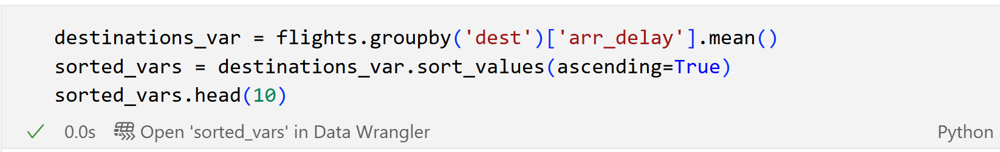 destinations_var = flights.groupby('dest')['arr_delay'].mean()
sorted_vars = destinations_var.sort_values(ascending=True)
sorted_vars.head(10)
0.0s Open 'sorted_vars' in Data Wrangler Python